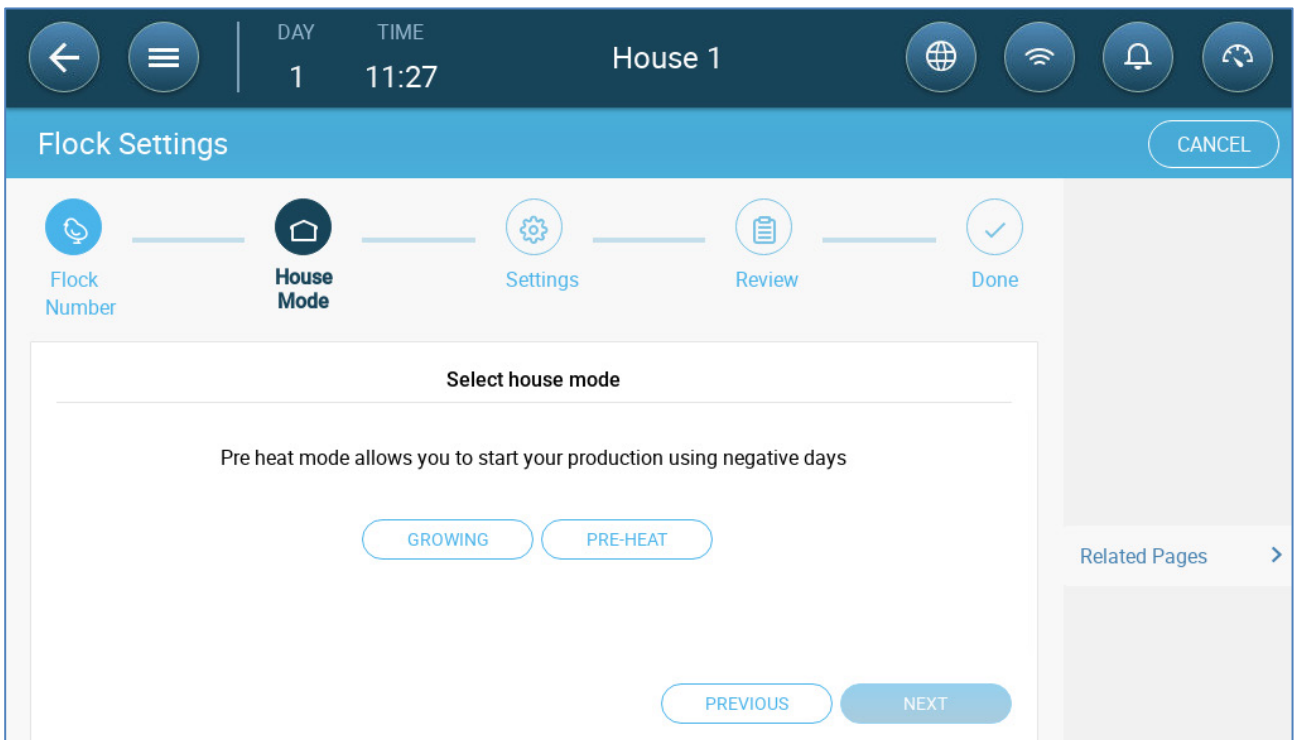 DAY TIME
1 11:27 House 1
Flock Settings CANCEL
Flock House Settings Review Done
Number Mode
Select house mode
Pre heat mode allows you to start your production using negative days
GROWING PRE-HEAT
Related Pages
PREVIOUS NEXT